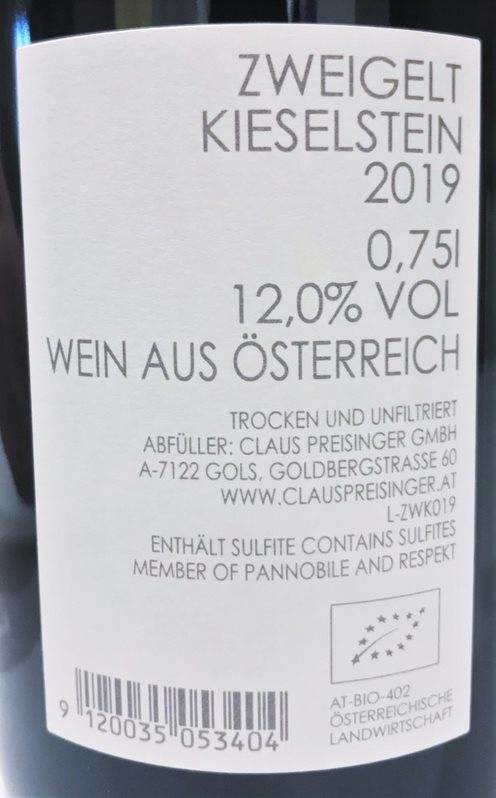 ZWEIGELT
KIESELSTEIN
2019
0,75l
12,0% VOL
WEIN AUS ÖSTERREICH
TROCKEN UND UNFILTRIERT
ABFÜLLER: CLAUS PREISINGER GMBH
A-7122 GOLS, GOLDBERGSTRASSE 60
WWW.CLAUSPREISINGER.AT
L-ZWK019
ENTHÄLT SULFITE CONTAINS SULFITES
MEMBER OF PANNOBILE AND RESPEKT
9 120035 053404
AT-BIO-402
ÖSTERREICHISCHE
LANDWIRTSCHAFT